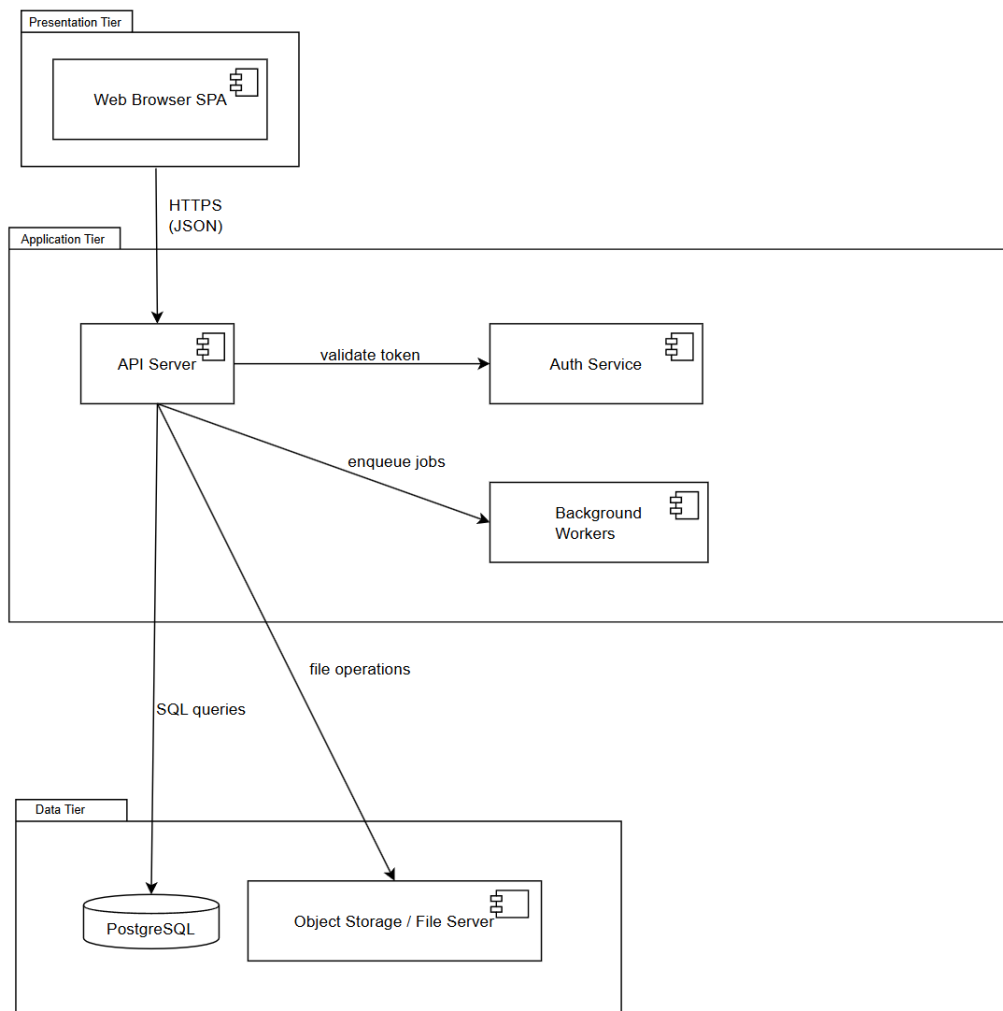 Presentation Tier
Web Browser SPA
HTTPS
(JSON)
Application Tier
API Server
validate token
Auth Service
enqueue jobs
Background
Workers
file operations
SQL queries
Data Tier
PostgreSQL
Object Storage / File Server